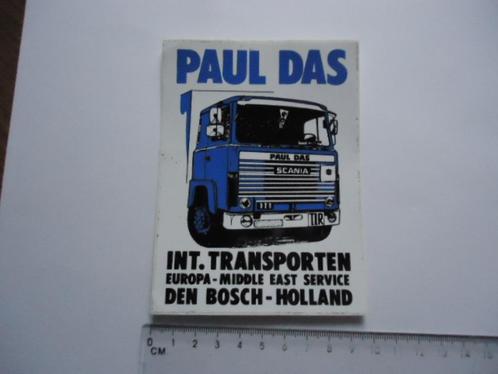 PAUL DAS
PAUL DAS
SCANIA
TIR
INT. TRANSPORTEN
EUROPA - MIDDLE EAST SERVICE
DEN BOSCH - HOLLAND
0 1 2 3 4 5 6 7 8 9 10 11 12 13 14 15
CM